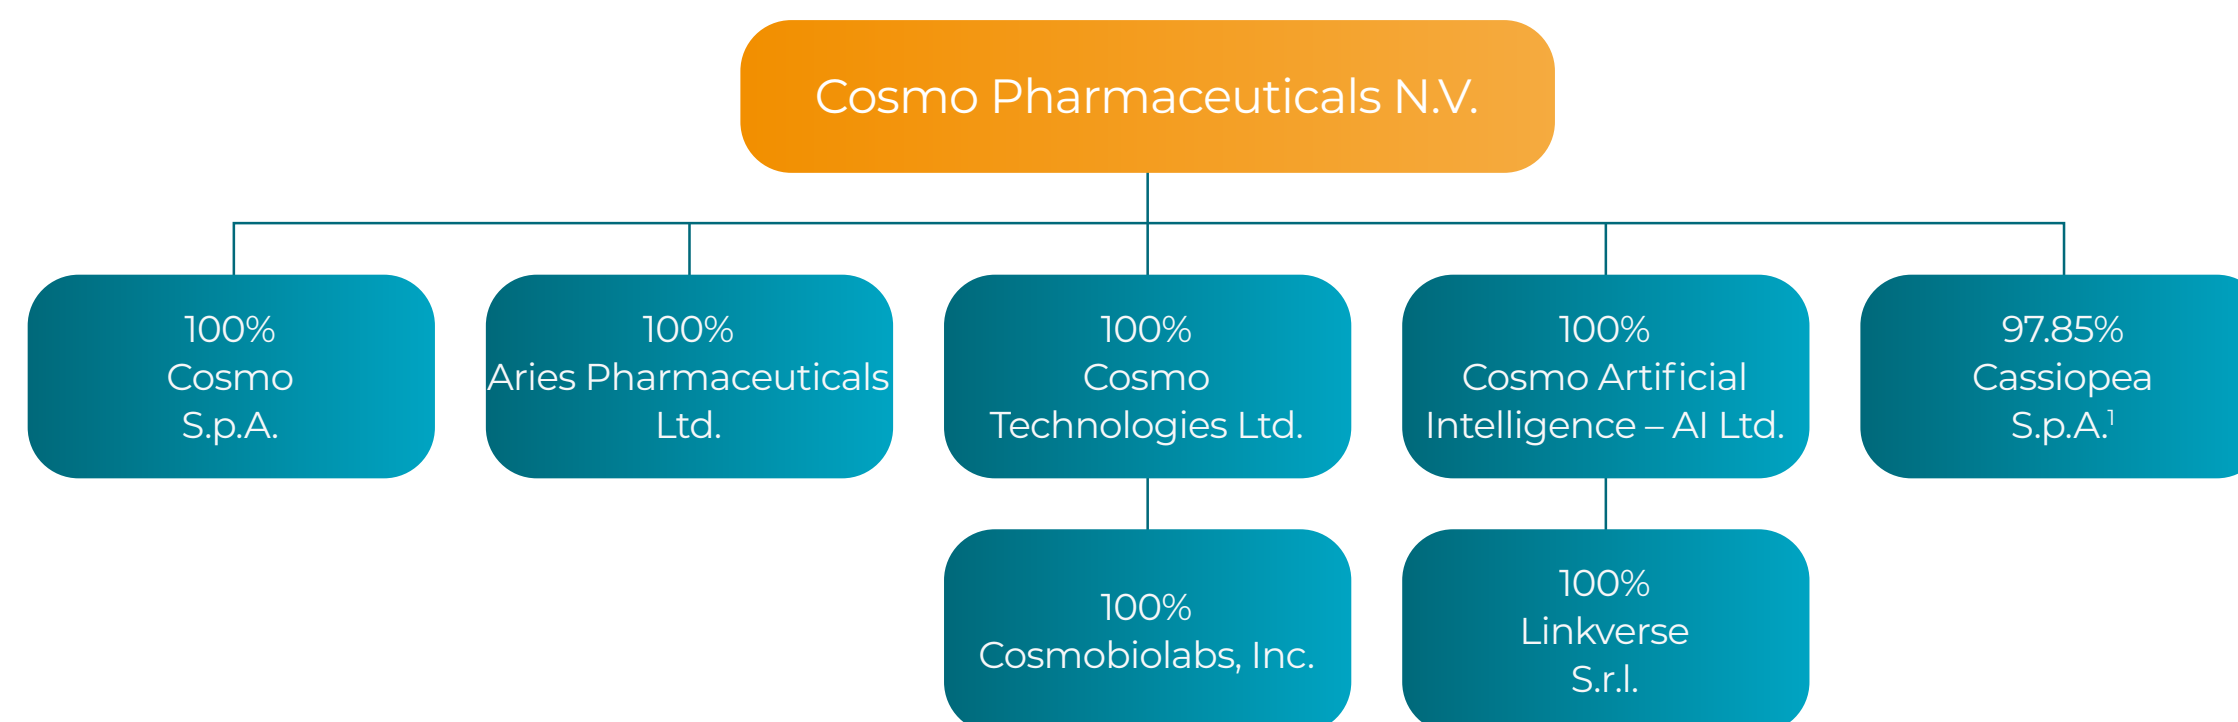 Cosmo Pharmaceuticals N.V.
100%
Cosmo
S.p.A.
100%
Aries Pharmaceuticals
Ltd.
100%
Cosmo
Technologies Ltd.
100%
Cosmo Artificial
Intelligence – AI Ltd.
97.85%
Cassiopea
S.p.A.¹
100%
Cosmobiolabs, Inc.
100%
Linkverse
S.r.l.